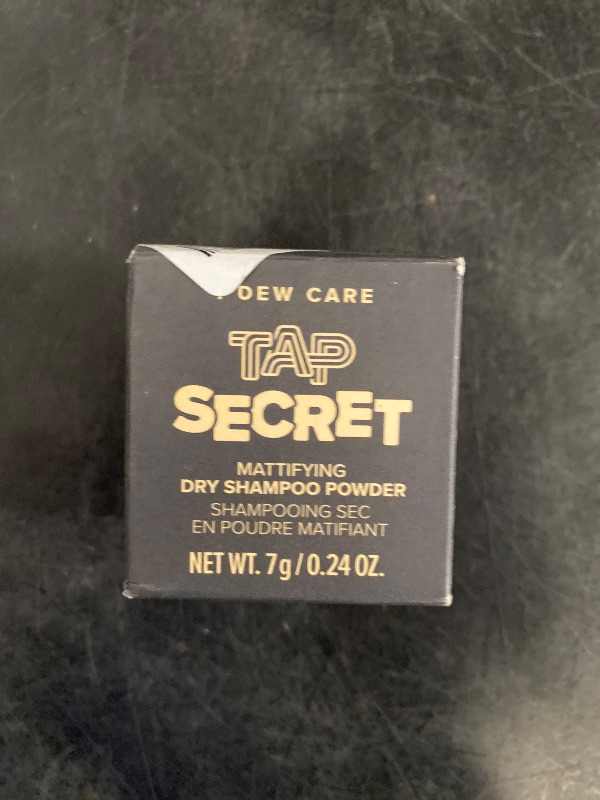 DEW CARE
TAP
SECRET
MATTIFYING
DRY SHAMPOO POWDER
SHAMPOOING SEC
EN POUDRE MATIFIANT
NET WT. 7g/0.24 OZ.